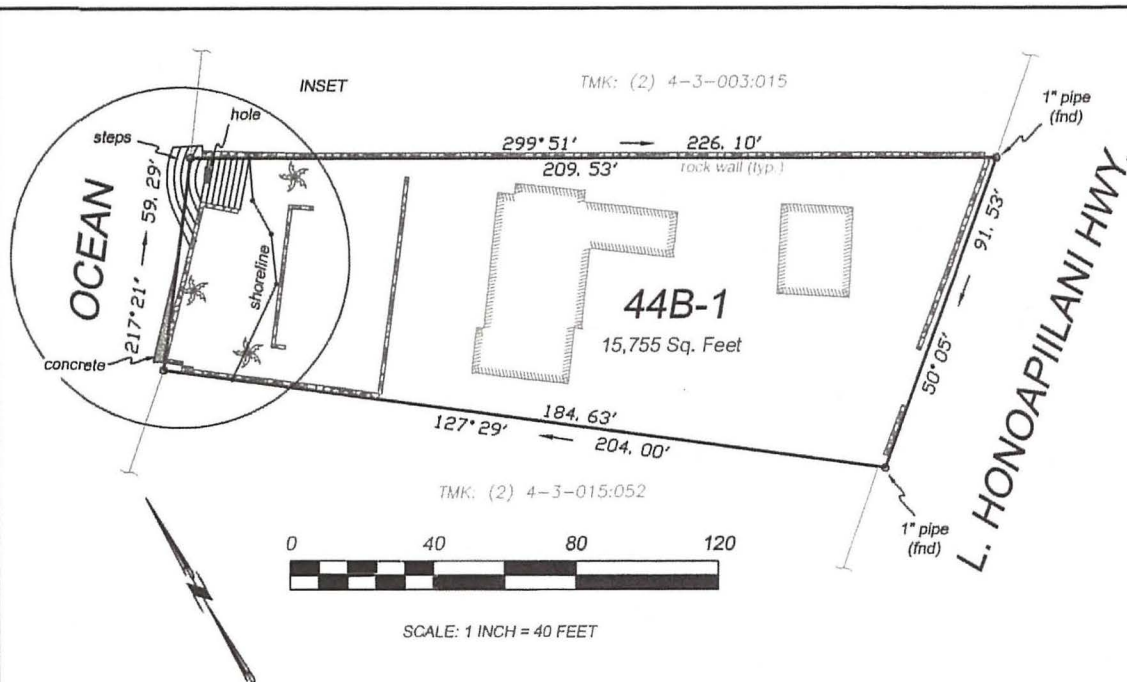 INSET
TMK: (2) 4-3-003:015
1" pipe
(fnd)
hole
steps
299°51' 226.10'
209.53'
rock wall (typ.)
OCEAN
217°21' 59.29'
shoreline
91.53'
50°05'
44B-1
15,755 Sq. Feet
L. HONOAPIILANI HWY.
concrete
184.63'
127°29' 204.00'
TMK: (2) 4-3-015:052
1" pipe
(fnd)
0 40 80 120
SCALE: 1 INCH = 40 FEET